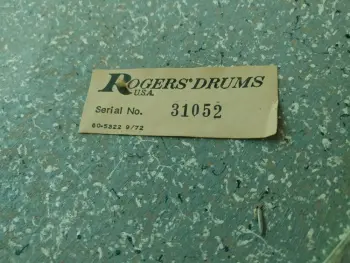 ROGERS DRUMS
U.S.A.
Serial No. 31052
60-5322 9/72